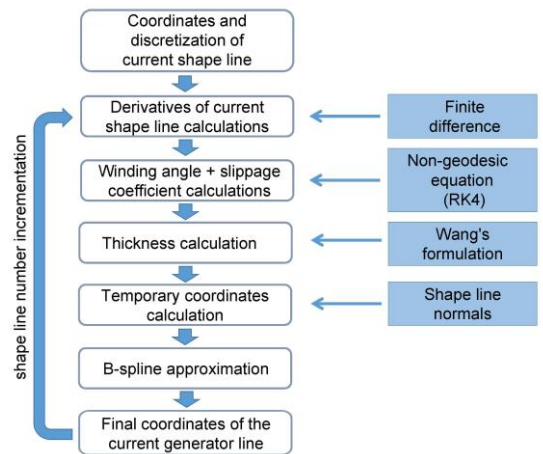 Coordinates and
discretization of
current shape line
Derivatives of current
shape line calculations
Finite
difference
Winding angle + slippage
coefficient calculations
Non-geodesic
equation
(RK4)
Thickness calculation
Wang's
formulation
Temporary coordinates
calculation
Shape line
normals
B-spline approximation
Final coordinates of the
current generator line
shape line number incrementation